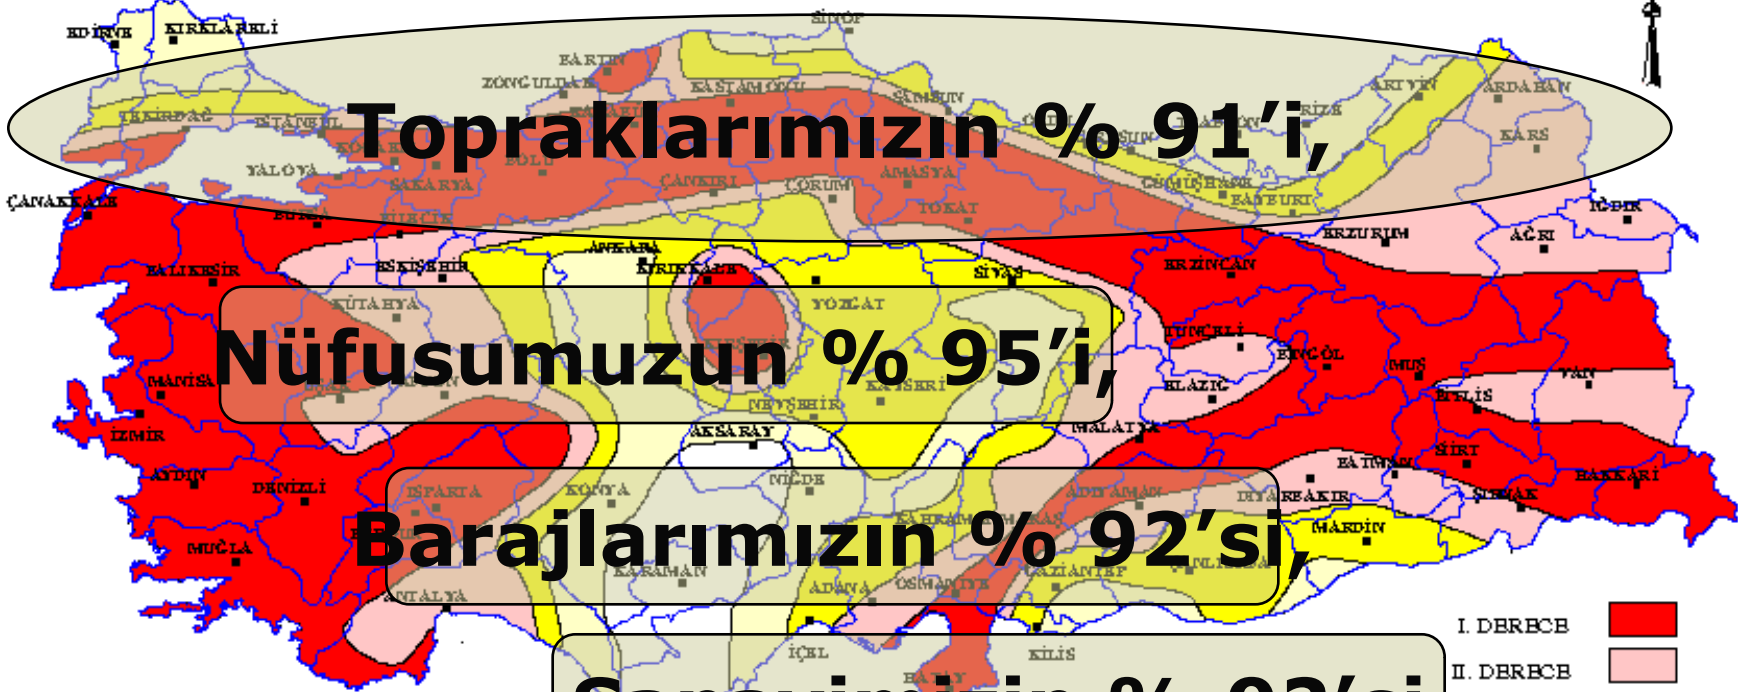 EDİRNE KIRKLARELİ SİNOP
BARTIN
ZONGULDAK KASTAMONU ARTVİN ARDAHAN
TEKİRDAĞ İSTANBUL SAMSUN RİZE
Topraklarımızın % 91’i,
KARS
YALOVA BOLU
SAKARYA ÇANKIRI ÇORUM AMASYA GÜMÜŞHANE
ÇANAKKALE BURSA BİLECİK TOKAT BAYBURT IĞDIR
ERZURUM AĞRI
ANKARA
BALIKESİR ESKİŞEHİR KIRIKKALE SİVAS ERZİNCAN
KÜTAHYA YOZGAT
TUNCELİ
Nüfusumuzun % 95’i,
BİNGÖL MUŞ VAN
MANİSA KAYSERİ ELAZIĞ BİTLİS
NEVŞEHİR
İZMİR AKSARAY MALATYA
SİİRT
BATMAN
AYDIN DENİZLİ ISPARTA KONYA NİĞDE ADIYAMAN DİYARBAKIR ŞIRNAK HAKKARİ
KAHRAMANMARAŞ
MARDİN
Barajlarımızın % 92’si,
MUĞLA
KARAMAN ADANA OSMANİYE GAZİANTEP
ANTALYA
İÇEL KİLİS
I. DERECE
HATAY
II. DERECE
Sanayimizin % 92’si